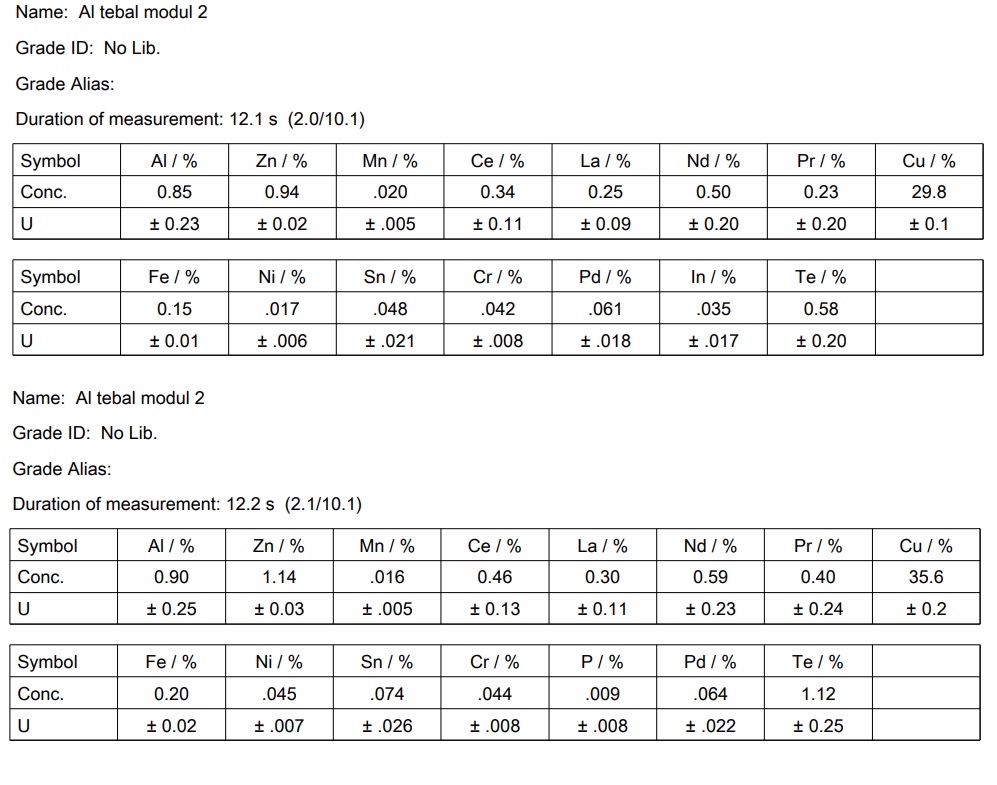 Name: Al tebal modul 2
Grade ID: No Lib.
Grade Alias:
Duration of measurement: 12.1 s (2.0/10.1)
Symbol Al / % Zn / % Mn / % Ce / % La / % Nd / % Pr / % Cu / %
Conc. 0.85 0.94 .020 0.34 0.25 0.50 0.23 29.8
U ± 0.23 ± 0.02 ± .005 ± 0.11 ± 0.09 ± 0.20 ± 0.20 ± 0.1
Symbol Fe / % Ni / % Sn / % Cr / % Pd / % In / % Te / %
Conc. 0.15 .017 .048 .042 .061 .035 0.58
U ± 0.01 ± .006 ± .021 ± .008 ± .018 ± .017 ± 0.20
Name: Al tebal modul 2
Grade ID: No Lib.
Grade Alias:
Duration of measurement: 12.2 s (2.1/10.1)
Symbol Al / % Zn / % Mn / % Ce / % La / % Nd / % Pr / % Cu / %
Conc. 0.90 1.14 .016 0.46 0.30 0.59 0.40 35.6
U ± 0.25 ± 0.03 ± .005 ± 0.13 ± 0.11 ± 0.23 ± 0.24 ± 0.2
Symbol Fe / % Ni / % Sn / % Cr / % P / % Pd / % Te / %
Conc. 0.20 .045 .074 .044 .009 .064 1.12
U ± 0.02 ± .007 ± .026 ± .008 ± .008 ± .022 ± 0.25